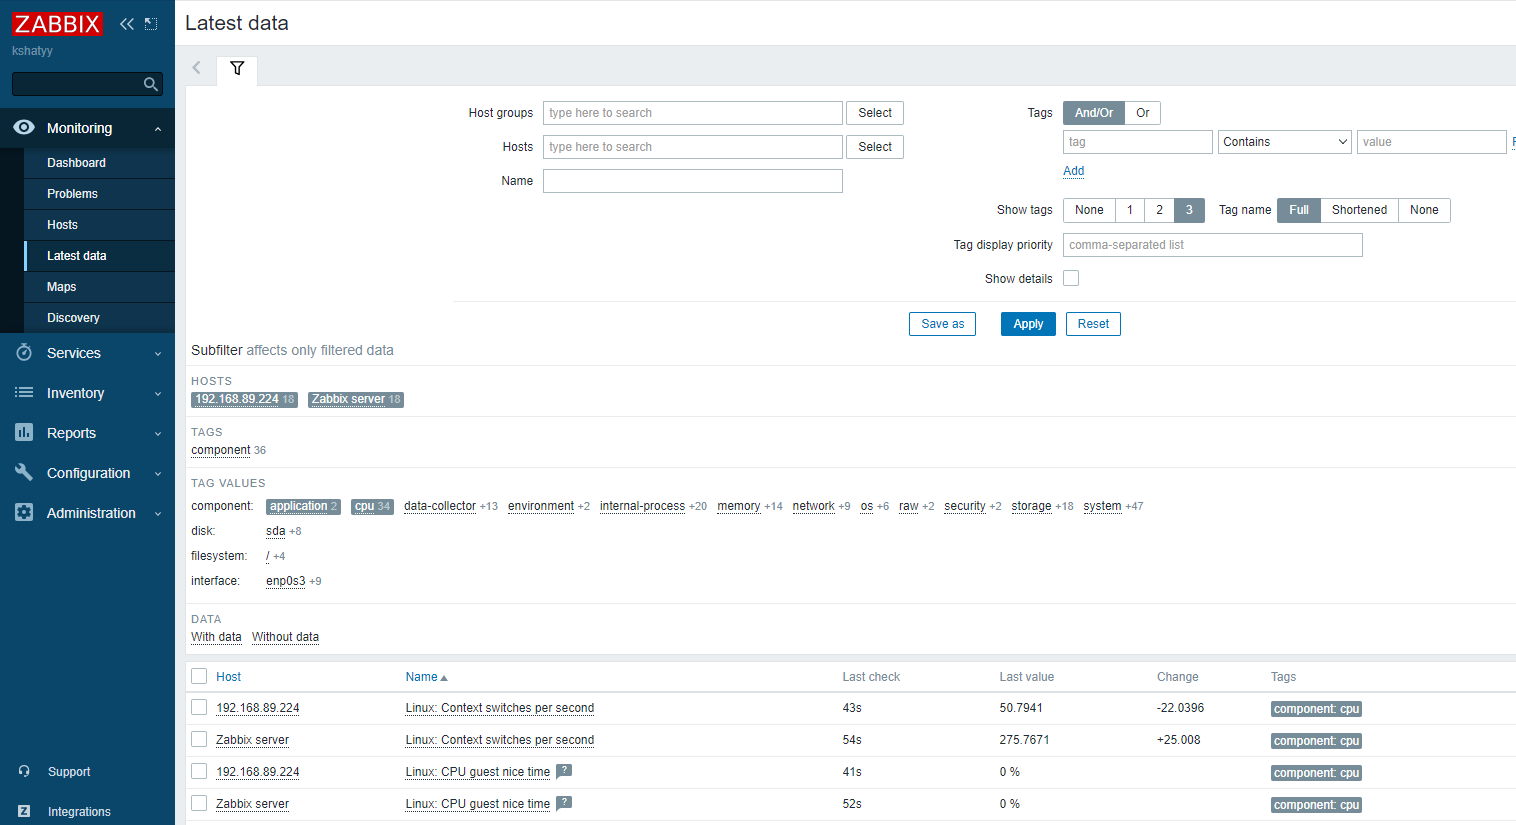 ZABBIX
kshatyy
Monitoring
Dashboard
Problems
Hosts
Latest data
Maps
Discovery
Services
Inventory
Reports
Configuration
Administration
Support
Z Integrations
Latest data
Host groups type here to search Select
Hosts type here to search Select
Name
Tags And/Or Or
tag Contains value
Add
Show tags None 1 2 3 Tag name Full Shortened None
Tag display priority comma-separated list
Show details
Save as Apply Reset
Subfilter affects only filtered data
HOSTS
192.168.89.224 18 Zabbix server 18
TAGS
component 36
TAG VALUES
component: application 2 cpu 34 data-collector +13 environment +2 internal-process +20 memory +14 network +9 os +6 raw +2 security +2 storage +18 system +47
disk: sda +8
filesystem: / +4
interface: enp0s3 +9
DATA
With data Without data
Host Name Last check Last value Change Tags
192.168.89.224 Linux: Context switches per second 43s 50.7941 -22.0396 component: cpu
Zabbix server Linux: Context switches per second 54s 275.7671 +25.008 component: cpu
192.168.89.224 Linux: CPU guest nice time ? 41s 0 % component: cpu
Zabbix server Linux: CPU guest nice time ? 52s 0 % component: cpu